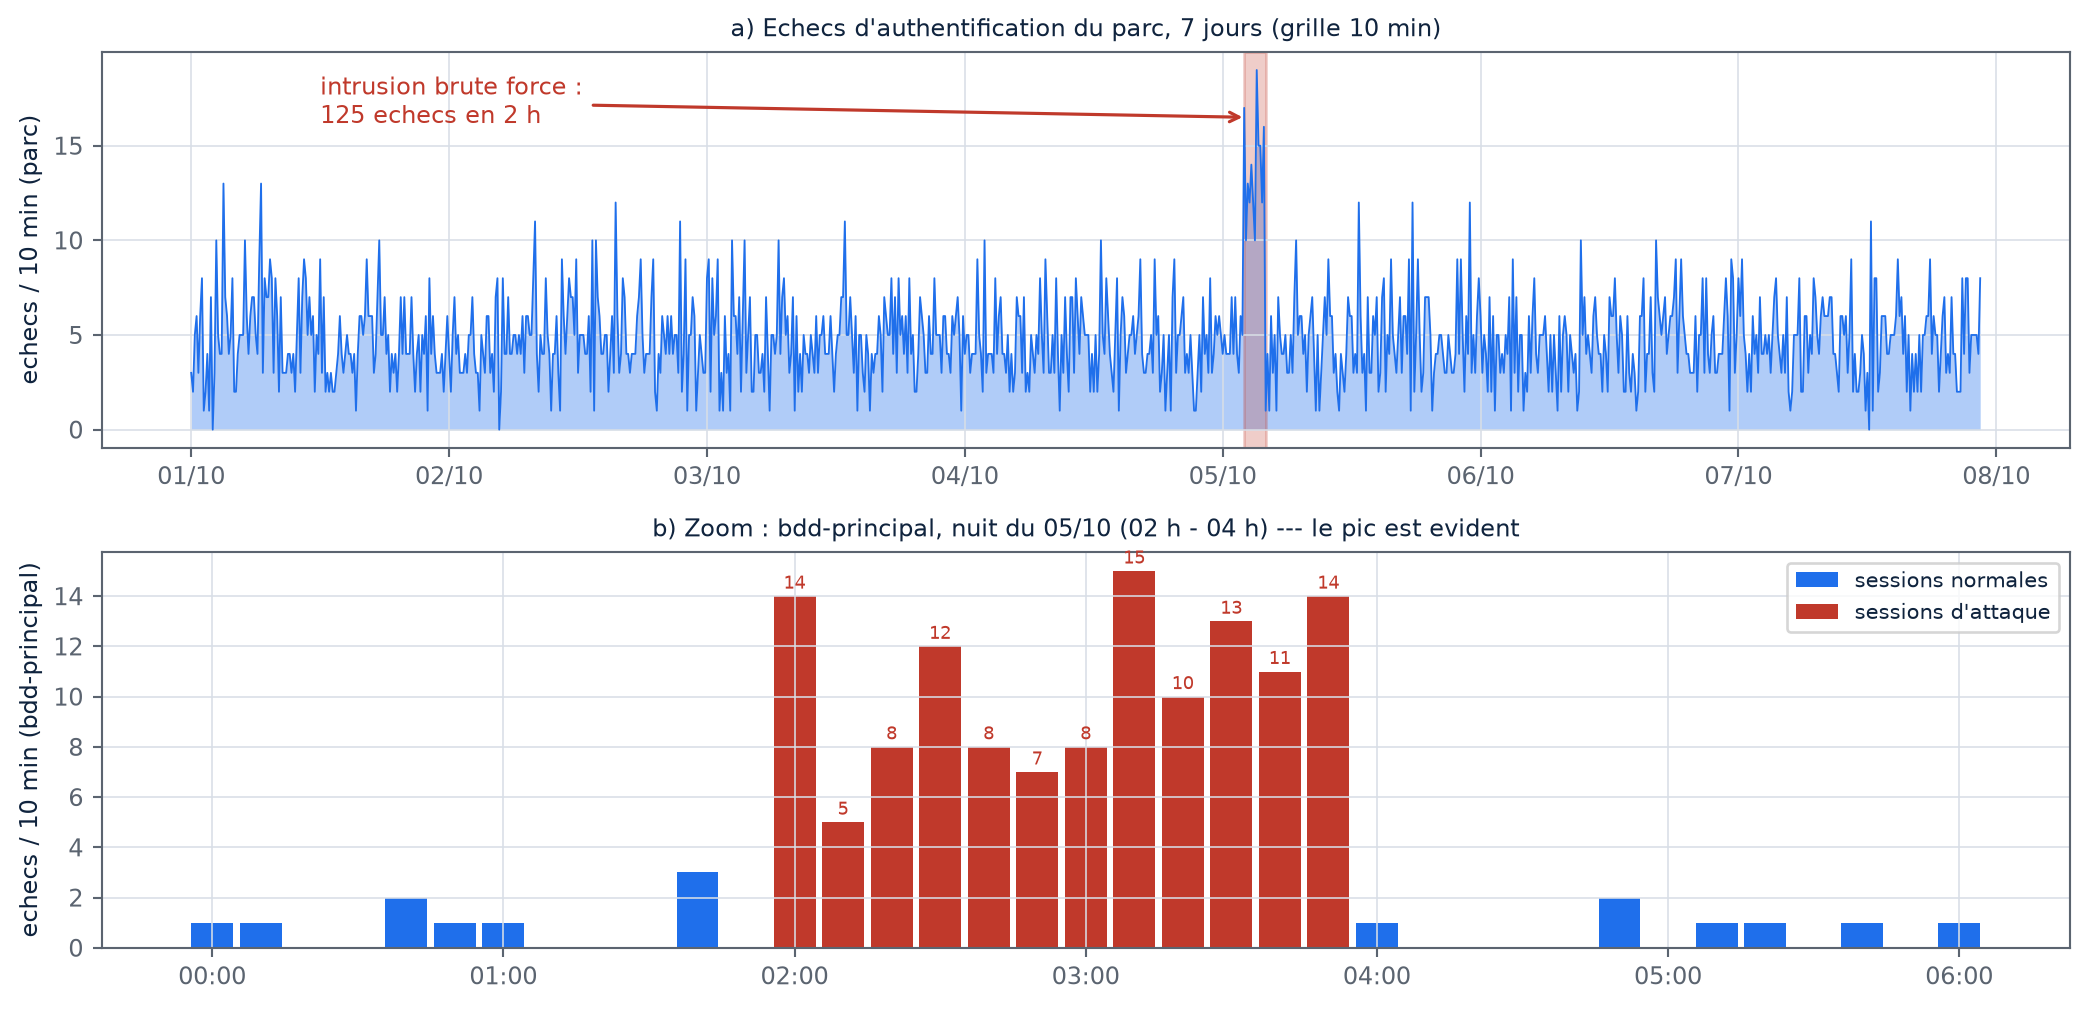 a) Echecs d'authentification du parc, 7 jours (grille 10 min)
echecs / 10 min (parc)
intrusion brute force :
125 echecs en 2 h
15
10
5
0
01/10 02/10 03/10 04/10 05/10 06/10 07/10 08/10
b) Zoom : bdd-principal, nuit du 05/10 (02 h - 04 h) --- le pic est evident
echecs / 10 min (bdd-principal)
14
12
10
8
6
4
2
0
14 5 8 12 8 7 8 15 10 13 11 14
sessions normales
sessions d'attaque
00:00 01:00 02:00 03:00 04:00 05:00 06:00